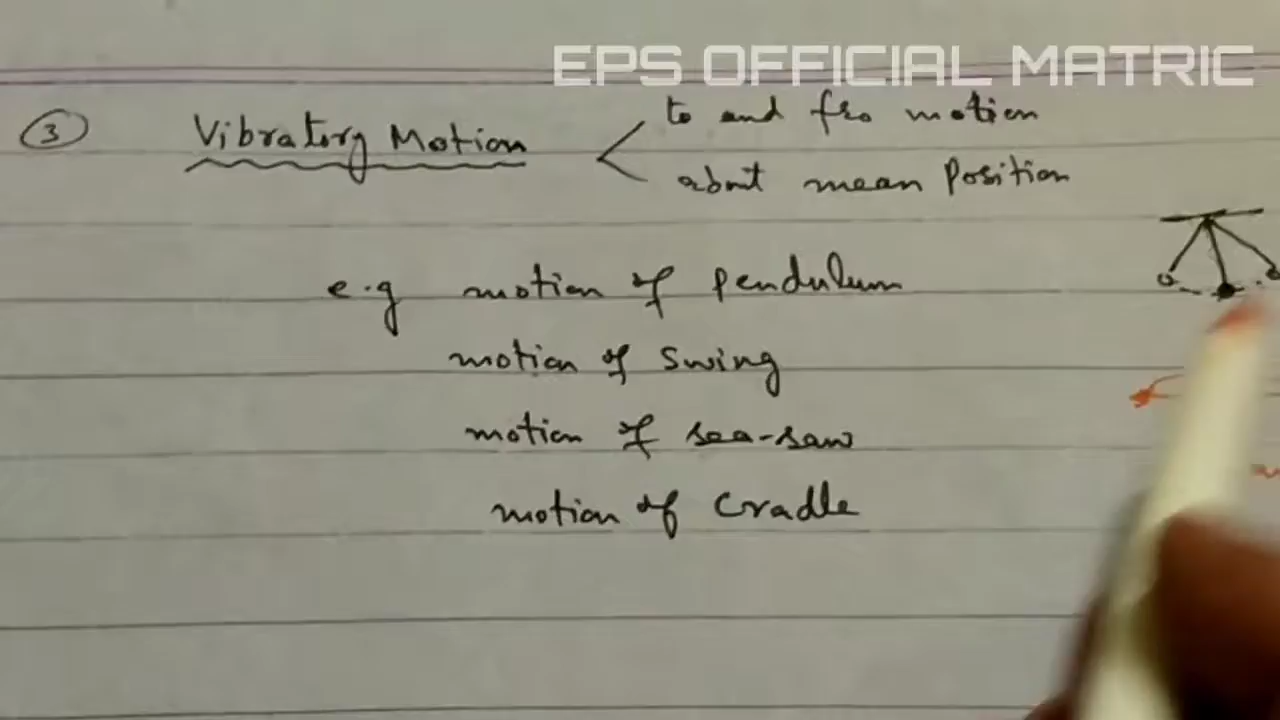 EPS OFFICIAL MATRIC
3 Vibratory Motion
to and fro motion
about mean Position
e.g motion of pendulum
motion of swing
motion of sea-saw
motion of cradle